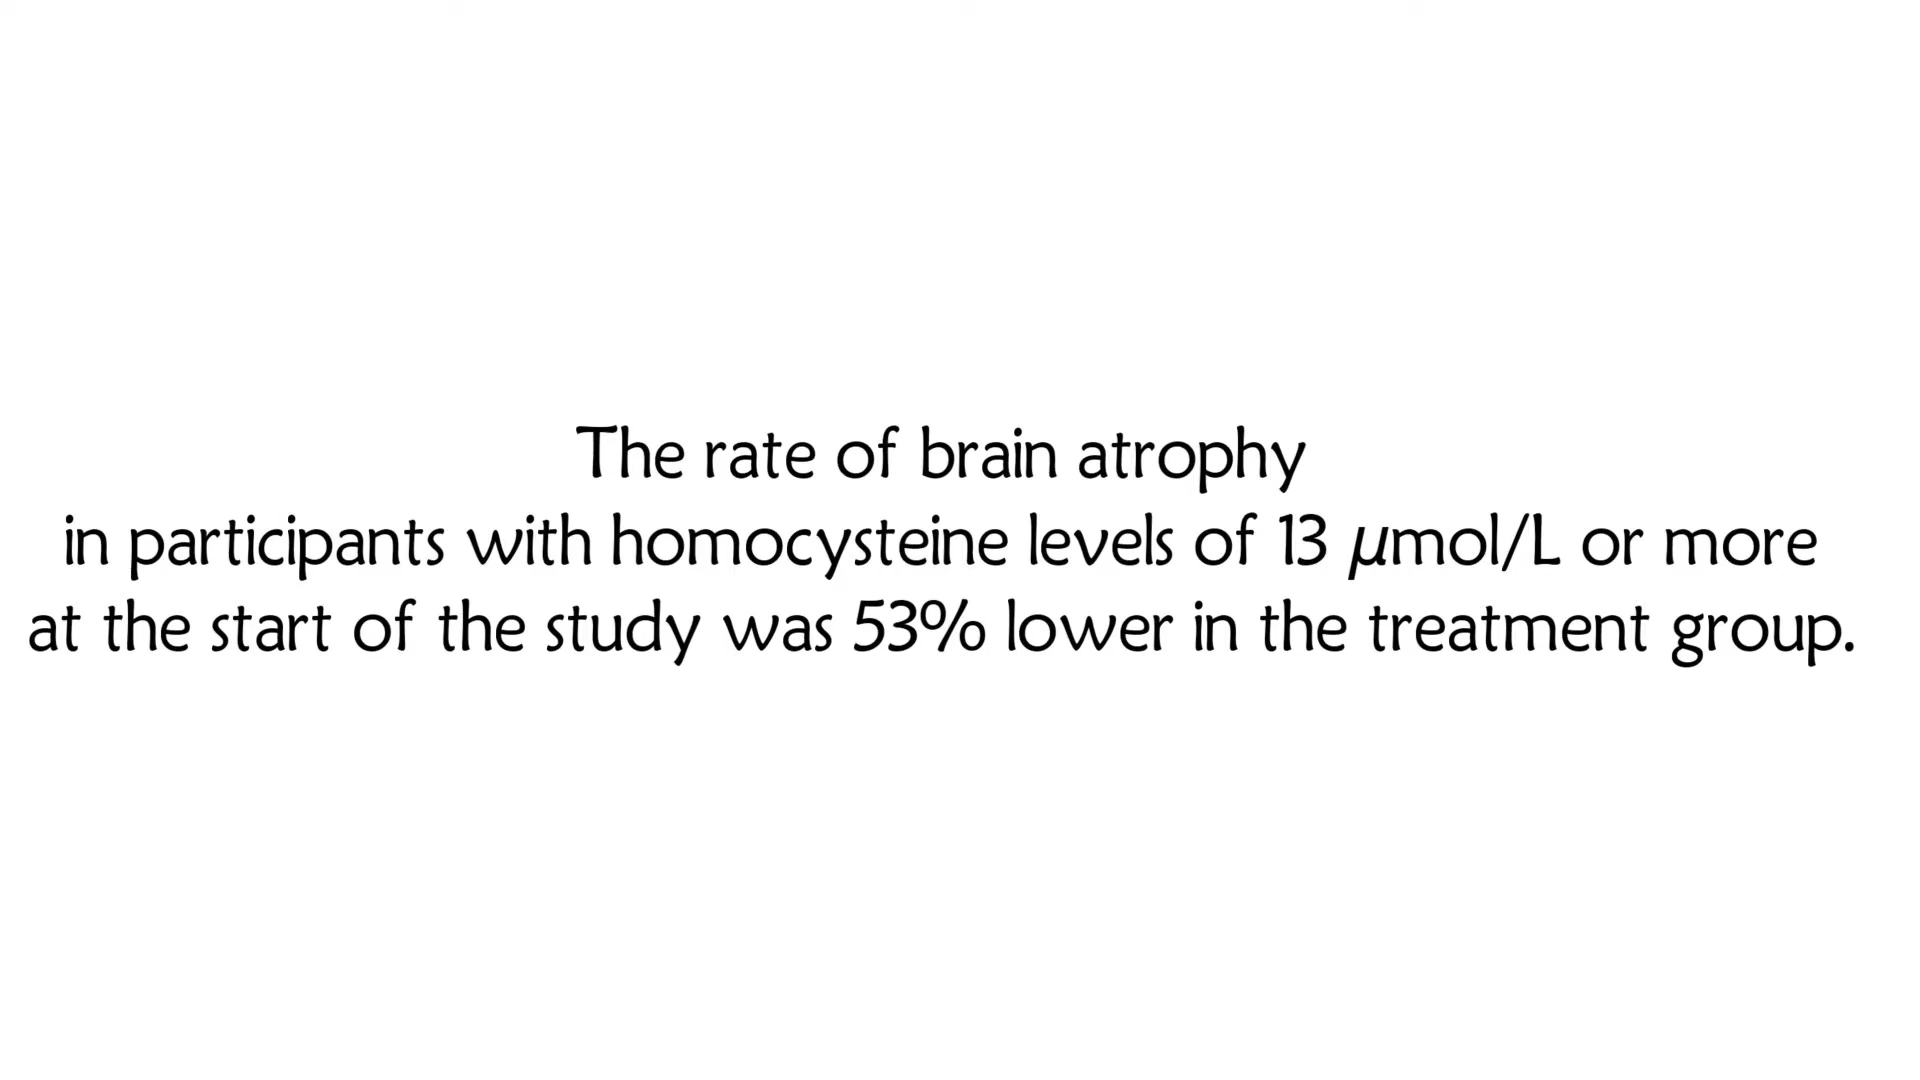 The rate of brain atrophy
in participants with homocysteine levels of 13 µmol/L or more
at the start of the study was 53% lower in the treatment group.